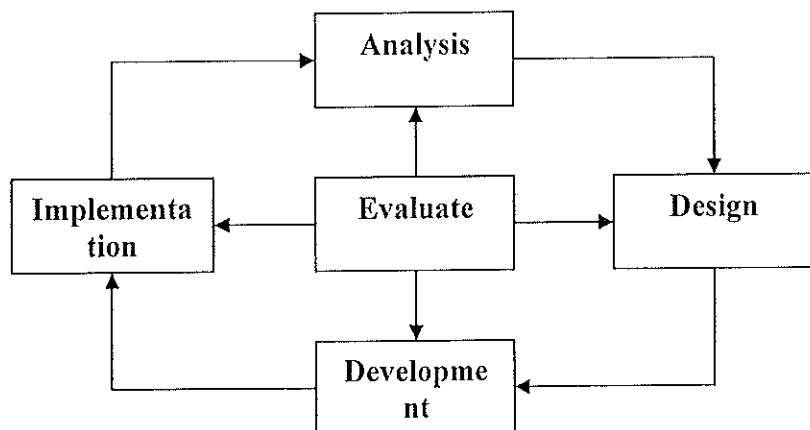 Analysis
Implementa
tion
Evaluate
Design
Developme
nt